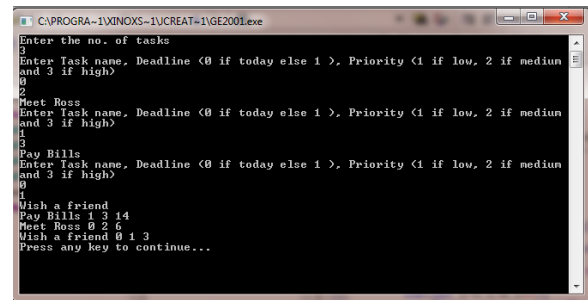 C:\PROGRA~1\XINOXS~1\JCREAT~1\GE2001.exe
Enter the no. of tasks
3
Enter Task name, Deadline (0 if today else 1 ), Priority (1 if low, 2 if medium
and 3 if high)
0
2
Meet Ross
Enter Task name, Deadline (0 if today else 1 ), Priority (1 if low, 2 if medium
and 3 if high)
1
3
Pay Bills
Enter Task name, Deadline (0 if today else 1 ), Priority (1 if low, 2 if medium
and 3 if high)
0
1
Wish a friend
Pay Bills 1 3 14
Meet Ross 0 2 6
Wish a friend 0 1 3
Press any key to continue...